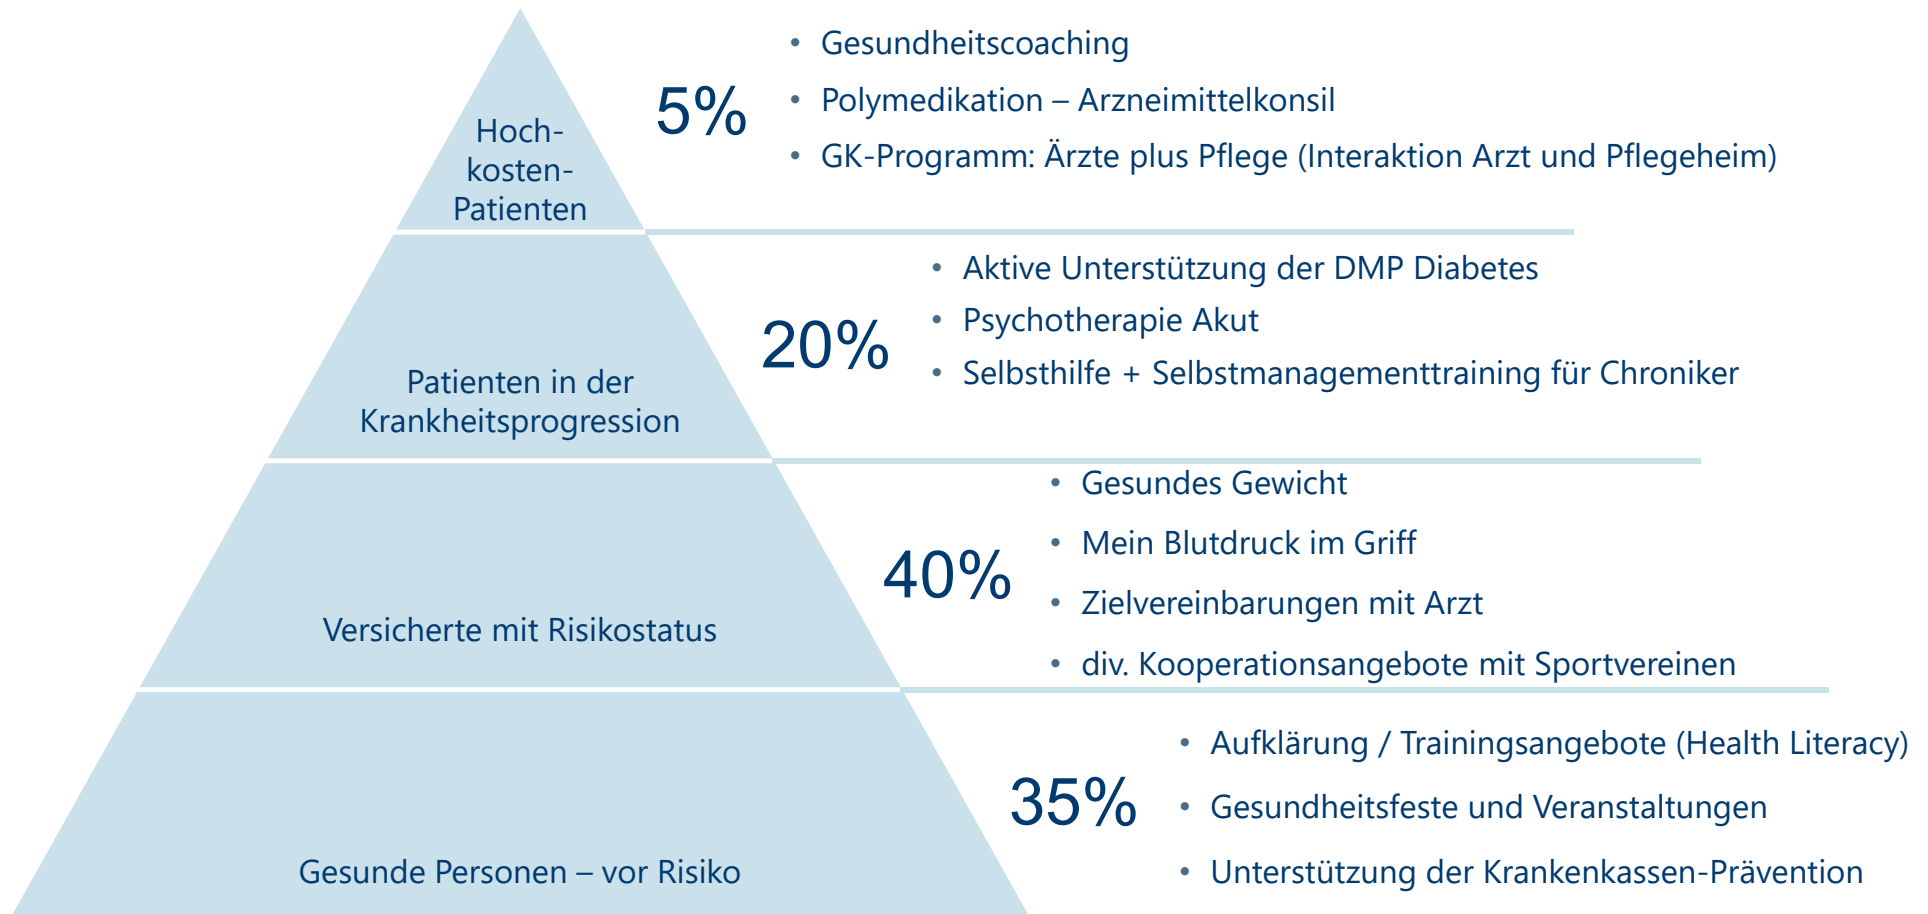 Hoch-
kosten-
Patienten
5%
• Gesundheitscoaching
• Polymedikation – Arzneimittelkonsil
• GK-Programm: Ärzte plus Pflege (Interaktion Arzt und Pflegeheim)
Patienten in der
Krankheitsprogression
20%
• Aktive Unterstützung der DMP Diabetes
• Psychotherapie Akut
• Selbsthilfe + Selbstmanagementtraining für Chroniker
Versicherte mit Risikostatus
40%
• Gesundes Gewicht
• Mein Blutdruck im Griff
• Zielvereinbarungen mit Arzt
• div. Kooperationsangebote mit Sportvereinen
Gesunde Personen – vor Risiko
35%
• Aufklärung / Trainingsangebote (Health Literacy)
• Gesundheitsfeste und Veranstaltungen
• Unterstützung der Krankenkassen-Prävention